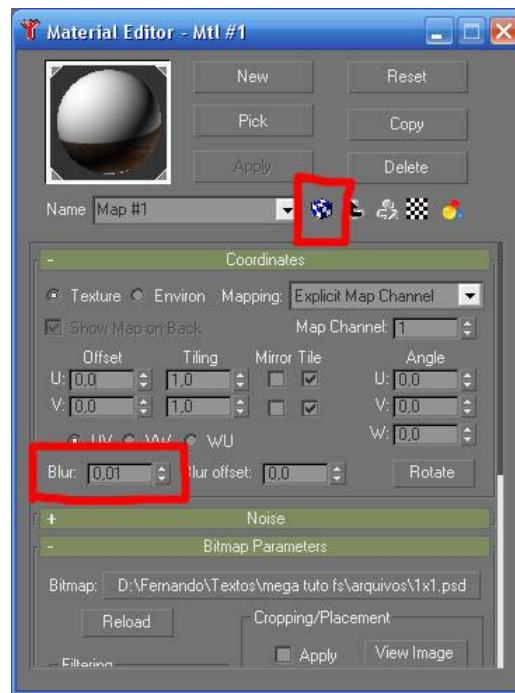 Material Editor - Mtl #1
New Reset
Pick Copy
Apply Delete
Name Map #1
- Coordinates
Texture Environ Mapping: Explicit Map Channel
Show Map on Back Map Channel: 1
Offset Tiling Mirror Tile Angle
U: 0,0 1,0 U: 0,0
V: 0,0 1,0 V: 0,0
UV VW WU W: 0,0
Blur: 0,01 Blur offset: 0,0 Rotate
+ Noise
- Bitmap Parameters
Bitmap: D:\Fernando\Textos\mega tuto fs\arquivos\1x1.psd
Reload Cropping/Placement
Apply View Image
Filtering